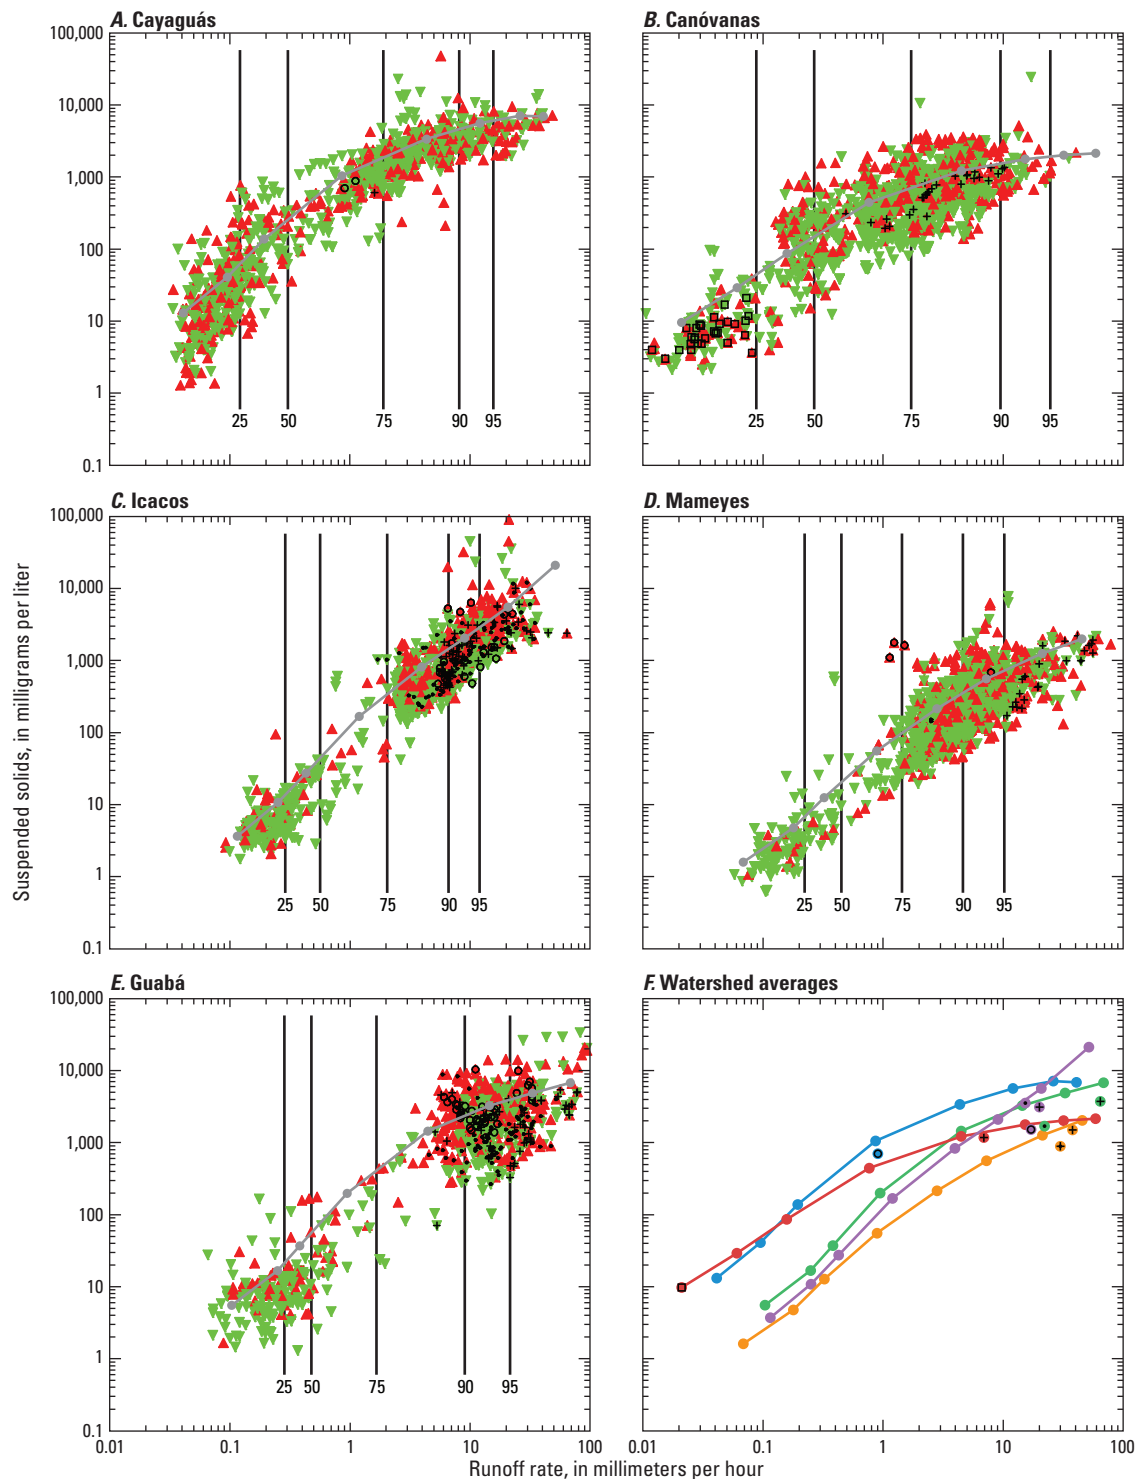 A. Cayaguás
B. Canóvanas
100,000
10,000
1,000
100
10
1
0.1
25 50 75 90 95
25 50 75 90 95
C. Icacos
D. Mameyes
100,000
10,000
1,000
100
10
1
0.1
25 50 75 90 95
25 50 75 90 95
Suspended solids, in milligrams per liter
E. Guabá
F. Watershed averages
100,000
10,000
1,000
100
10
1
0.1
25 50 75 90 95
0.01 0.1 1 10 100
0.01 0.1 1 10 100
Runoff rate, in millimeters per hour